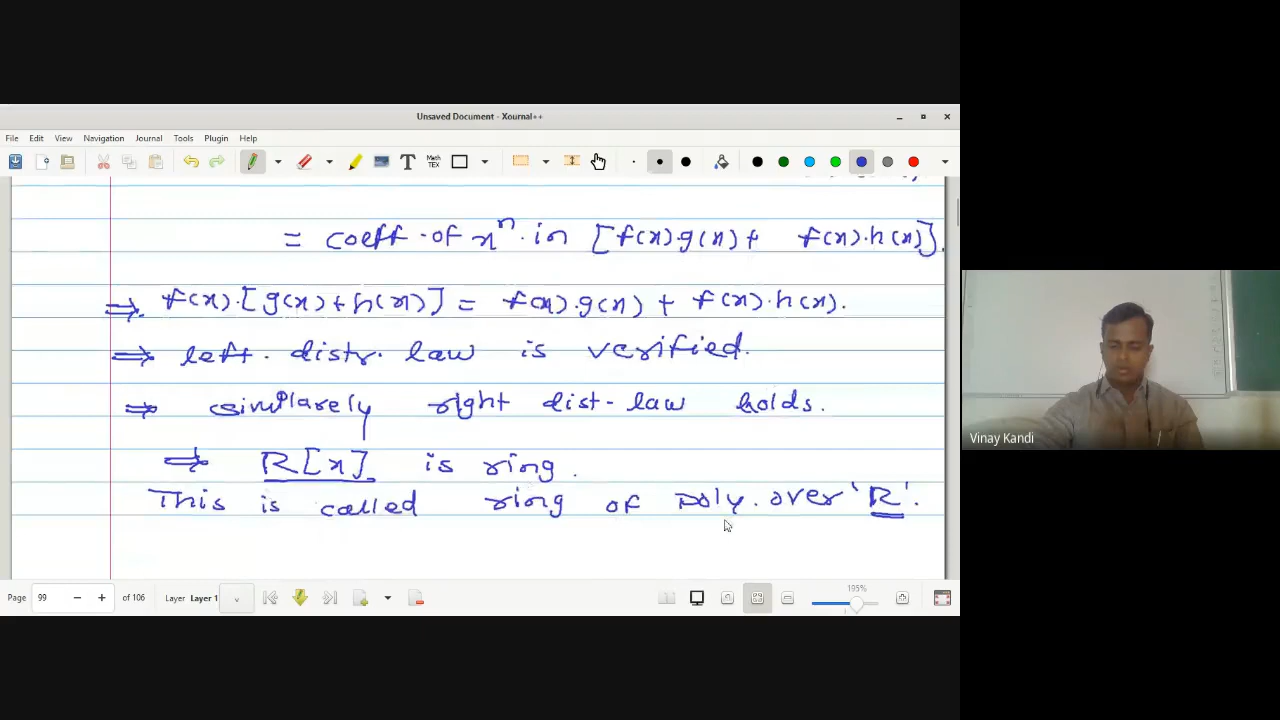 Unsaved Document - Xournal++
File Edit View Navigation Journal Tools Plugin Help
= coeff. of xⁿ. in [f(x).g(x) + f(x).h(x)].
⇒ f(x).[g(x)+h(x)] = f(x).g(x) + f(x).h(x).
⇒ left. distr. law is verified.
⇒ similarely right dist-law holds.
⇒ R[x] is ring.
This is called ring of poly. over 'R'.
Vinay Kandi
Page 99 of 106 Layer Layer 1 195%